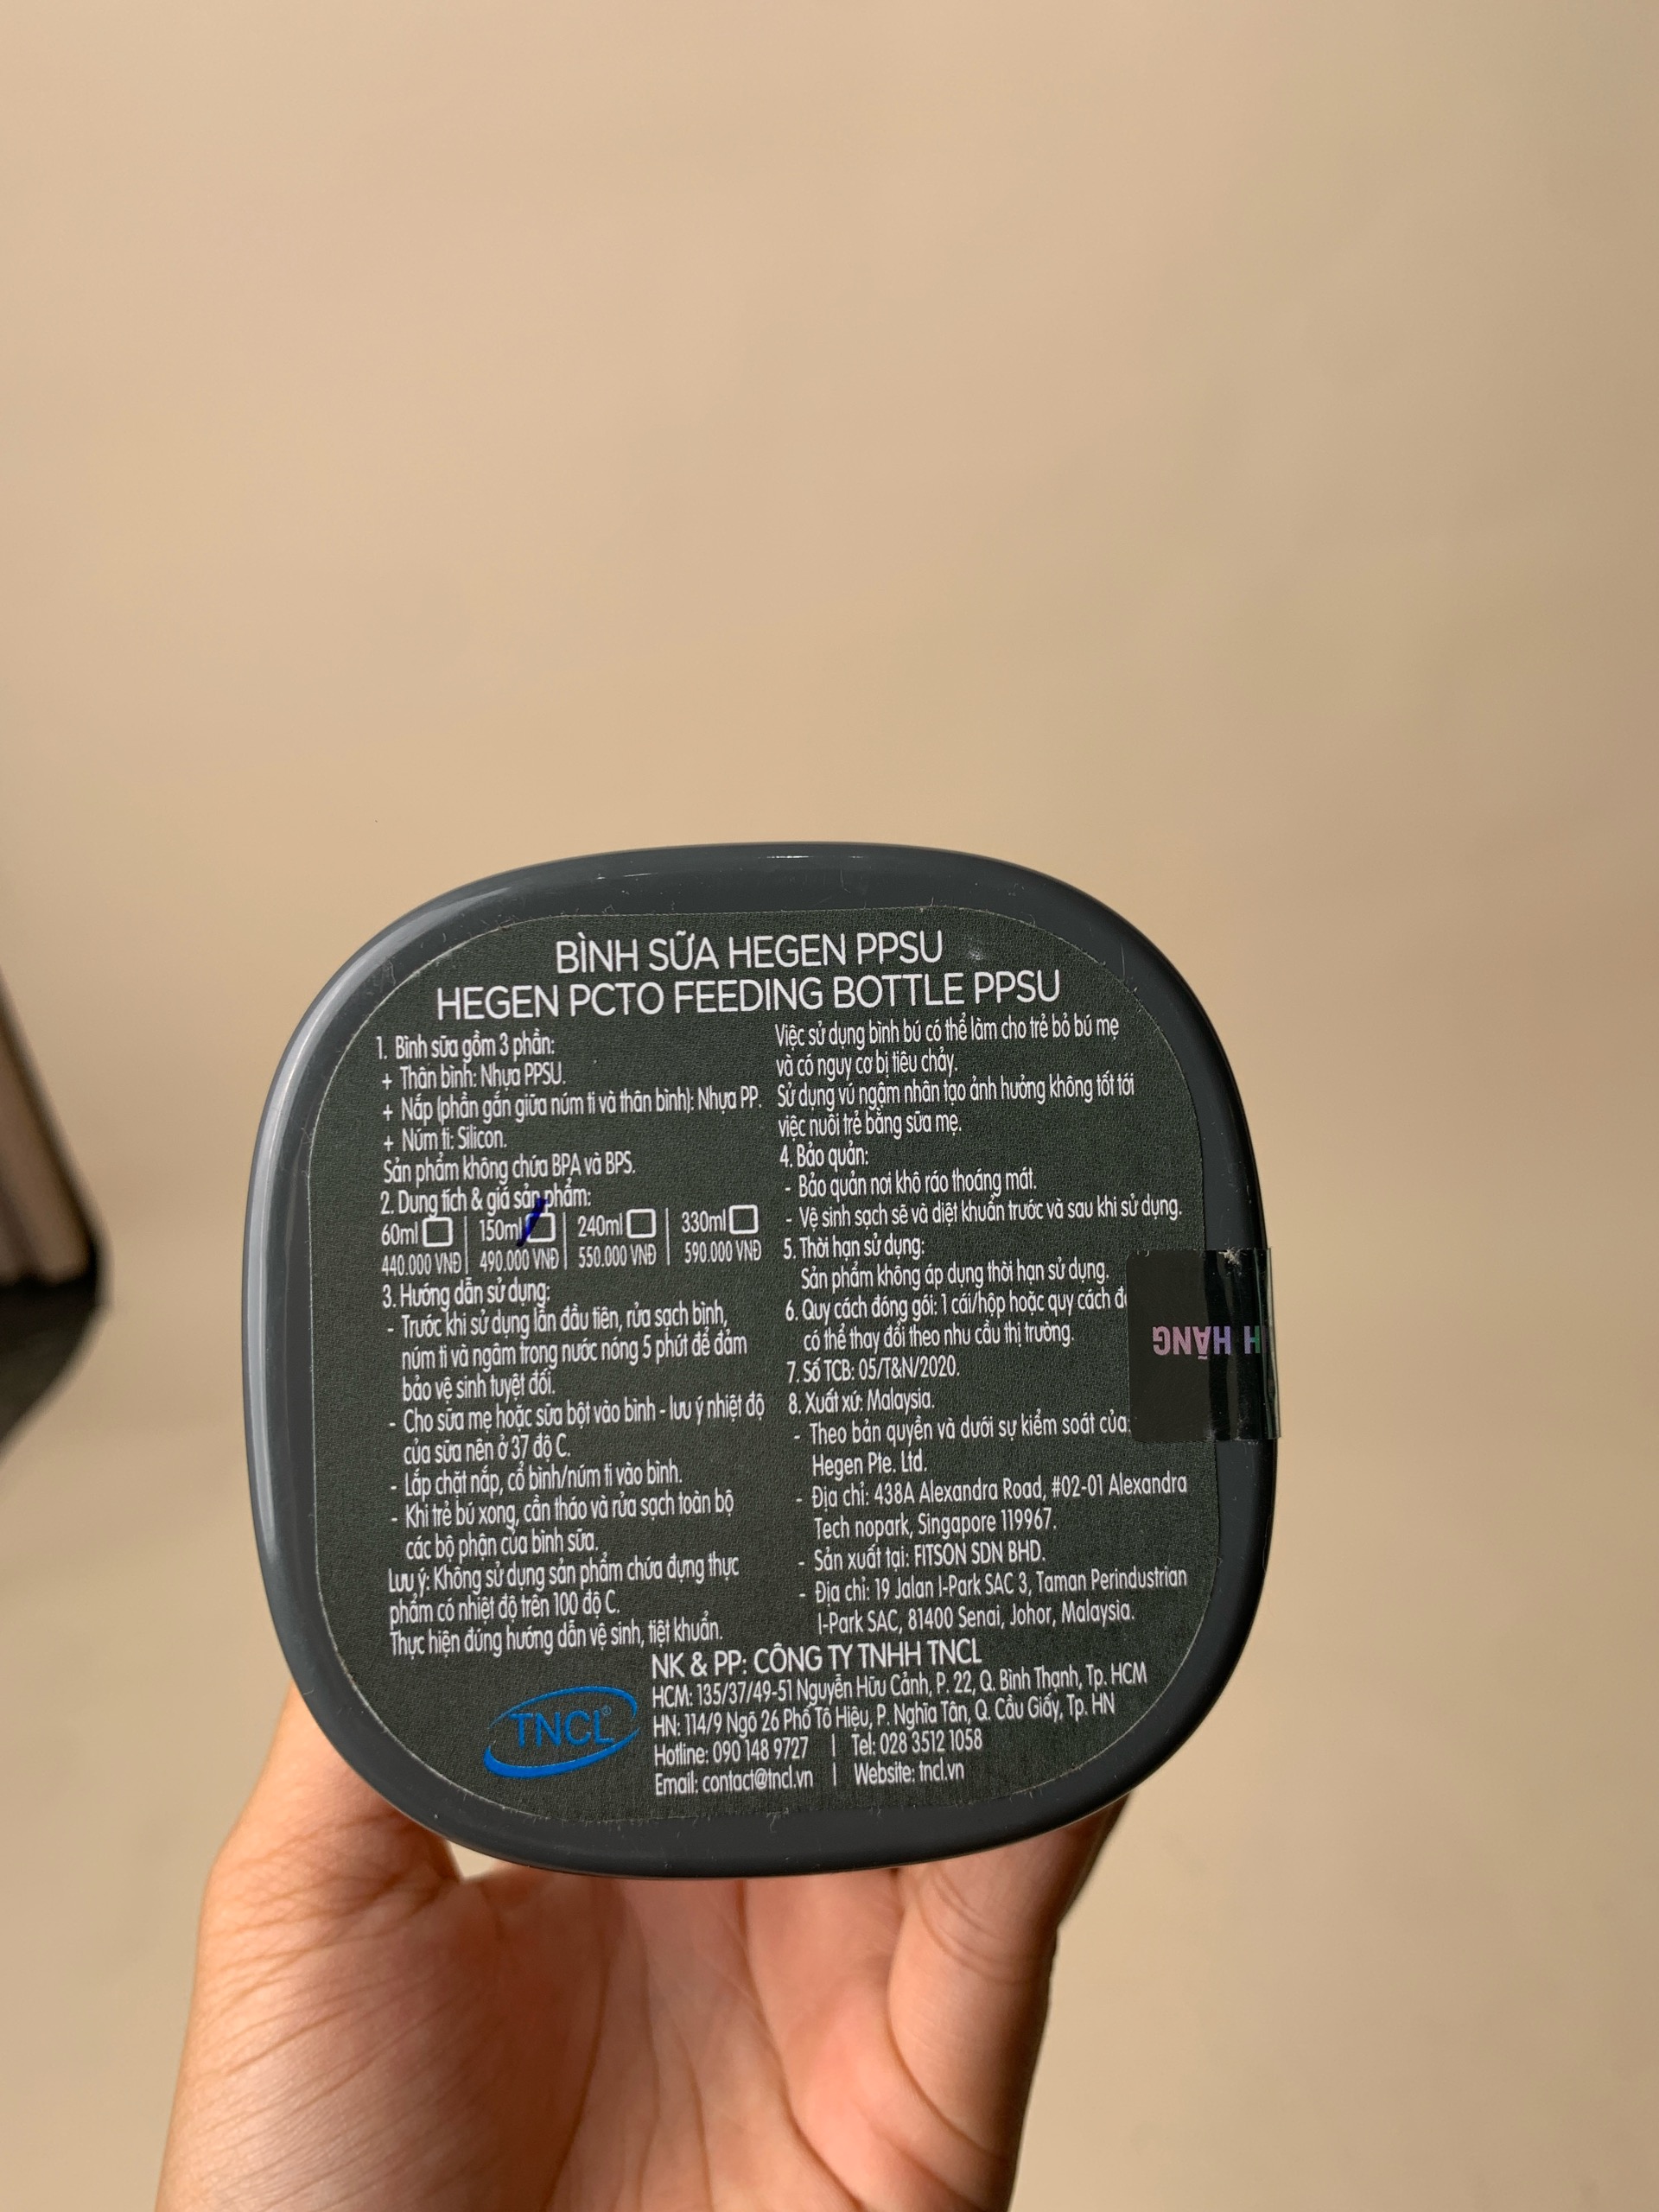 BÌNH SỮA HEGEN PPSU
HEGEN PCTO FEEDING BOTTLE PPSU
1. Bình sữa gồm 3 phần:
+ Thân bình: Nhựa PPSU.
+ Nắp (phần gắn giữa núm ti và thân bình): Nhựa PP.
+ Núm ti: Silicon.
Sản phẩm không chứa BPA và BPS.
2. Dung tích & giá sản phẩm:
60ml | 150ml | 240ml | 330ml
440.000 VNĐ | 490.000 VNĐ | 550.000 VNĐ | 590.000 VNĐ
3. Hướng dẫn sử dụng:
- Trước khi sử dụng lần đầu tiên, rửa sạch bình,
núm ti và ngâm trong nước nóng 5 phút để đảm
bảo vệ sinh tuyệt đối.
- Cho sữa mẹ hoặc sữa bột vào bình - lưu ý nhiệt độ
của sữa nên ở 37 độ C.
- Lắp chặt nắp, cổ bình/núm ti vào bình.
- Khi trẻ bú xong, cần tháo và rửa sạch toàn bộ
các bộ phận của bình sữa.
Lưu ý: Không sử dụng sản phẩm chứa đựng thực
phẩm có nhiệt độ trên 100 độ C.
Thực hiện đúng hướng dẫn vệ sinh, tiệt khuẩn.
Việc sử dụng bình bú có thể làm cho trẻ bỏ bú mẹ
và có nguy cơ bị tiêu chảy.
Sử dụng vú ngậm nhân tạo ảnh hưởng không tốt tới
việc nuôi trẻ bằng sữa mẹ.
4. Bảo quản:
- Bảo quản nơi khô ráo thoáng mát.
- Vệ sinh sạch sẽ và diệt khuẩn trước và sau khi sử dụng.
5. Thời hạn sử dụng:
Sản phẩm không áp dụng thời hạn sử dụng.
6. Quy cách đóng gói: 1 cái/hộp hoặc quy cách
có thể thay đổi theo nhu cầu thị trường.
7. Số TCB: 05/T&N/2020.
8. Xuất xứ: Malaysia.
- Theo bản quyền và dưới sự kiểm soát của:
Hegen Pte. Ltd.
- Địa chỉ: 438A Alexandra Road, #02-01 Alexandra
Tech nopark, Singapore 119967.
- Sản xuất tại: FITSON SDN BHD.
- Địa chỉ: 19 Jalan I-Park SAC 3, Taman Perindustrian
I-Park SAC, 81400 Senai, Johor, Malaysia.
H HÃNG
NK & PP: CÔNG TY TNHH TNCL
HCM: 135/37/49-51 Nguyễn Hữu Cảnh, P. 22, Q. Bình Thạnh, Tp. HCM
HN: 114/9 Ngõ 26 Phố Tô Hiệu, P. Nghĩa Tân, Q. Cầu Giấy, Tp. HN
Hotline: 090 148 9727 | Tel: 028 3512 1058
Email: contact@tncl.vn | Website: tncl.vn
TNCL®